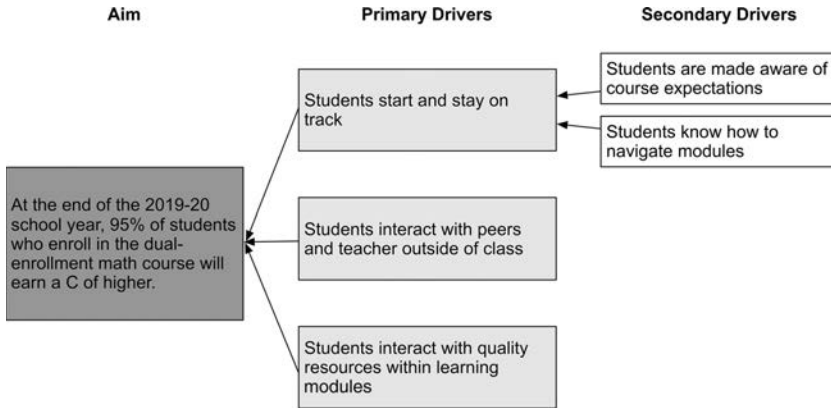 Aim
Primary Drivers
Secondary Drivers
Students are made aware of
course expectations
Students start and stay on
track
Students know how to
navigate modules
At the end of the 2019-20
school year, 95% of students
who enroll in the dual-
enrollment math course will
earn a C of higher.
Students interact with peers
and teacher outside of class
Students interact with quality
resources within learning
modules